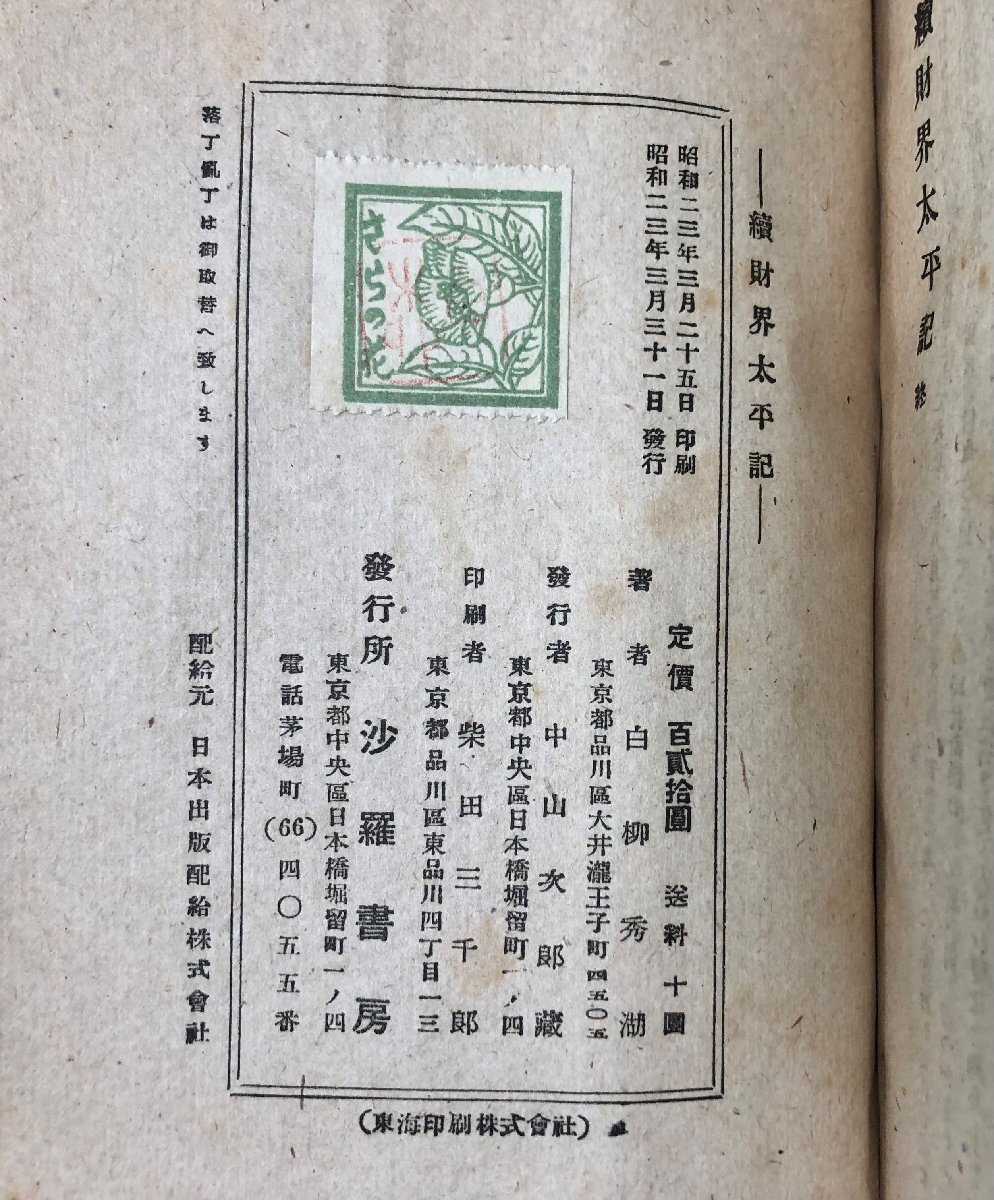 續財界太平記 終
―續財界太平記―
昭和二三年三月二十五日 印刷
昭和二三年三月三十一日 發行
定價 百貳拾圓 送料十圓
著者 白柳秀湖
東京都品川區大井瀧王子町四五〇五
發行者 中山次郎藏
東京都中央區日本橋堀留町一ノ四
印刷者 柴田三千郎
東京都品川區東品川四丁目一三
發行所 沙羅書房
東京都中央區日本橋堀留町一ノ四
電話茅場町(66)四〇五五番
さらの花
落丁亂丁は御取替へ致します
配給元 日本出版配給株式會社
(東海印刷株式會社)